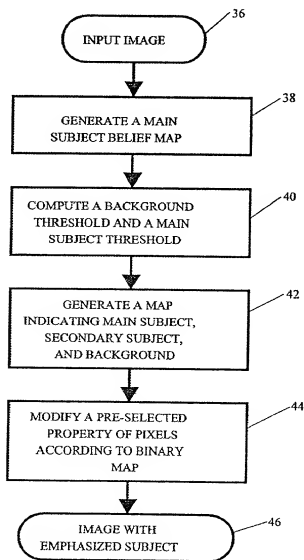 36
INPUT IMAGE
38
GENERATE A MAIN
SUBJECT BELIEF MAP
40
COMPUTE A BACKGROUND
THRESHOLD AND A MAIN
SUBJECT THRESHOLD
42
GENERATE A MAP
INDICATING MAIN SUBJECT,
SECONDARY SUBJECT,
AND BACKGROUND
44
MODIFY A PRE-SELECTED
PROPERTY OF PIXELS
ACCORDING TO BINARY
MAP
46
IMAGE WITH
EMPHASIZED SUBJECT